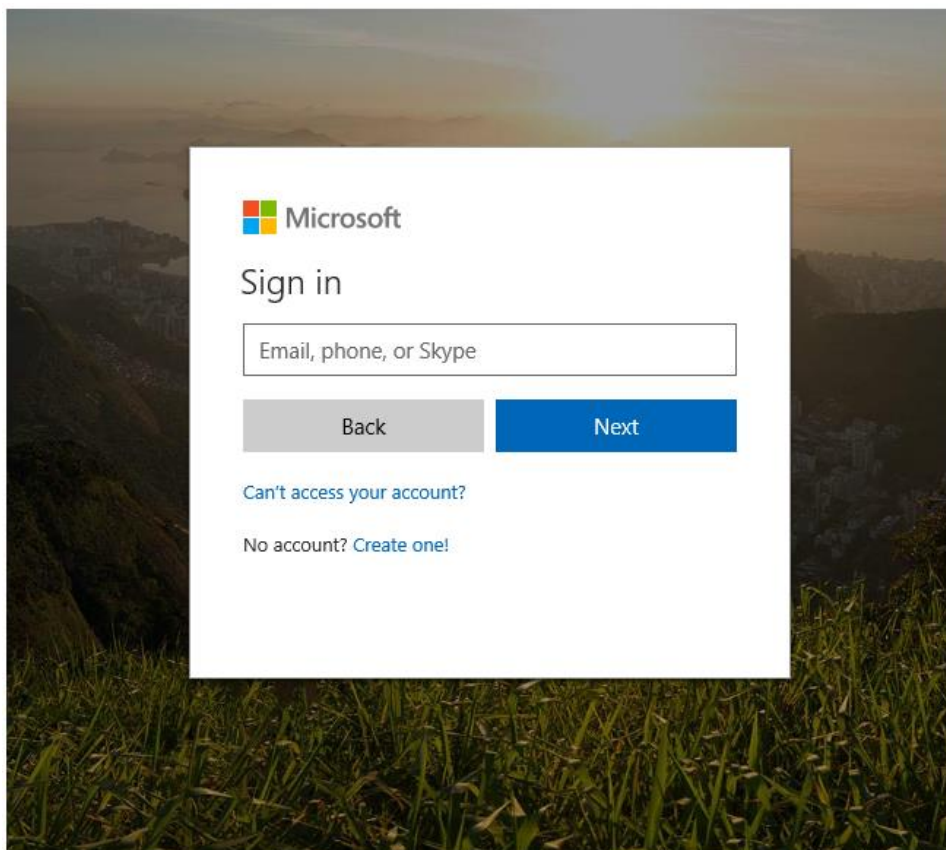 Microsoft
Sign in
Email, phone, or Skype
Back Next
Can't access your account?
No account? Create one!